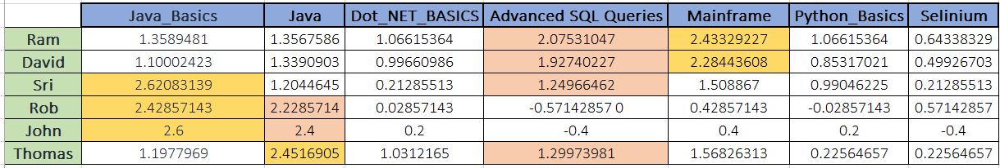 Java_Basics Java Dot_NET_BASICS Advanced SQL Queries Mainframe Python_Basics Selinium
Ram 1.3589481 1.3567586 1.06615364 2.07531047 2.43329227 1.06615364 0.64338329
David 1.10002423 1.3390903 0.99660986 1.92740227 2.28443608 0.85317021 0.49926703
Sri 2.62083139 1.2044645 0.21285513 1.24966462 1.508867 0.99046225 0.21285513
Rob 2.42857143 2.2285714 0.02857143 -0.57142857 0 0.42857143 -0.02857143 0.57142857
John 2.6 2.4 0.2 -0.4 0.4 0.2 -0.4
Thomas 1.1977969 2.4516905 1.0312165 1.29973981 1.56826313 0.22564657 0.22564657